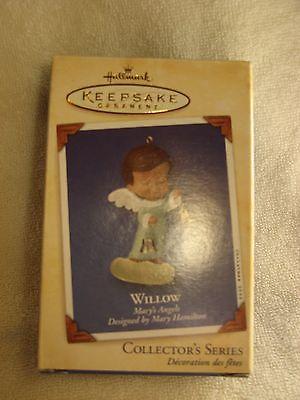 Hallmark
KEEPSAKE
ORNAMENT
WILLOW
Mary's Angels
Designed by Mary Hamilton
COLLECTOR'S SERIES
Décoration des fêtes